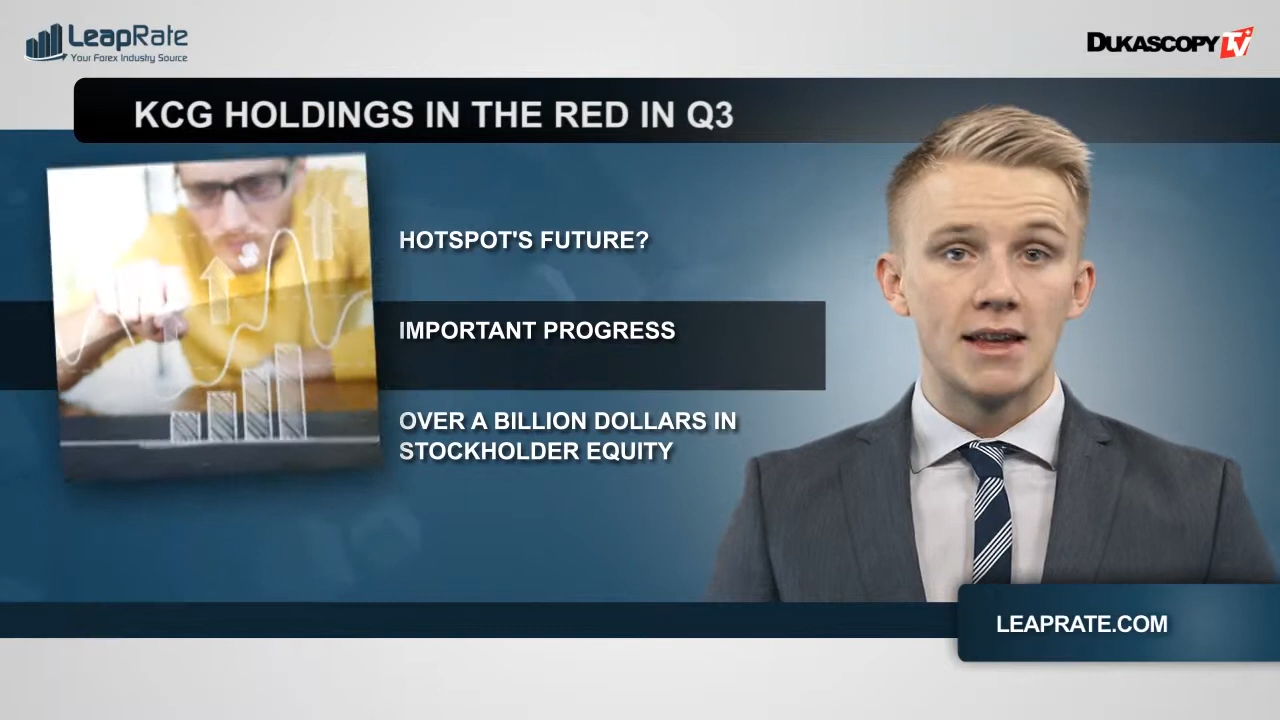 LeapRate
Your Forex Industry Source
DUKASCOPY TV
KCG HOLDINGS IN THE RED IN Q3
HOTSPOT'S FUTURE?
IMPORTANT PROGRESS
OVER A BILLION DOLLARS IN
STOCKHOLDER EQUITY
LEAPRATE.COM